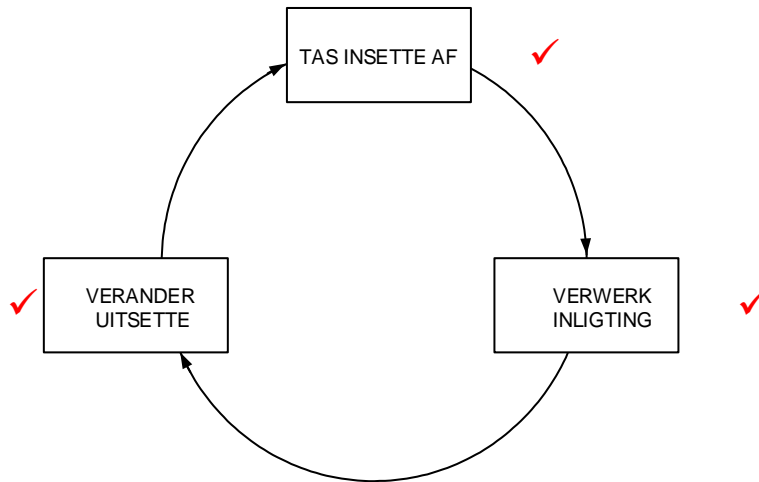 TAS INSETTE AF
VERWERK
INLIGTING
VERANDER
UITSETTE